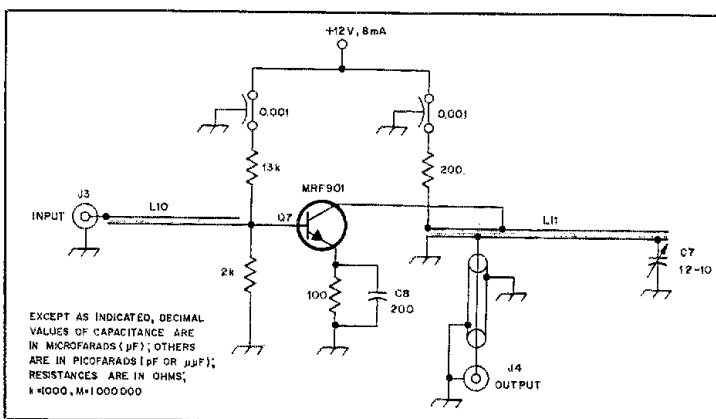 +12V, 8mA
0.001
0.001
13k
200
MRF901
J3
INPUT
L10
Q7
L11
C7
12-10
2k
100
C8
200
J4
OUTPUT
EXCEPT AS INDICATED, DECIMAL
VALUES OF CAPACITANCE ARE
IN MICROFARADS (µF); OTHERS
ARE IN PICOFARADS (pF OR µµF);
RESISTANCES ARE IN OHMS;
k=1000, M=1000000